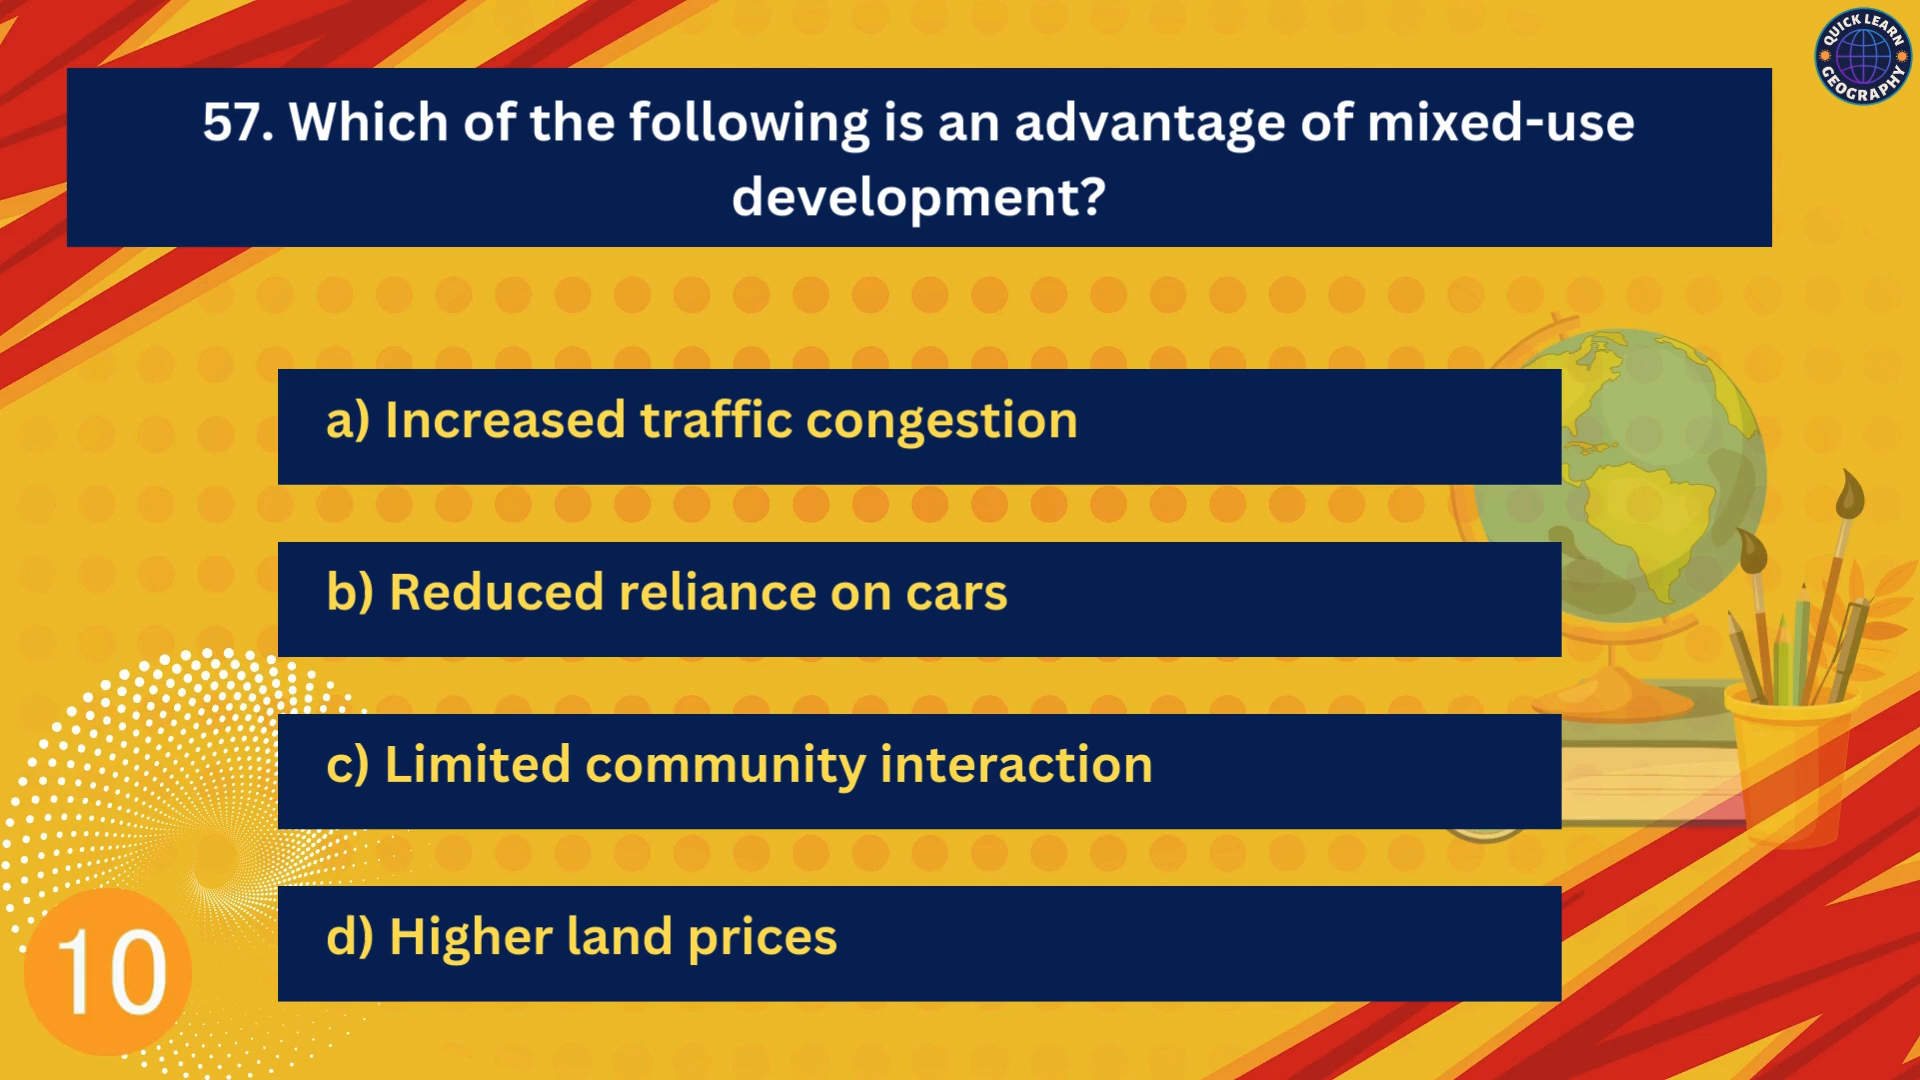 QUICK LEARN
GEOGRAPHY
57. Which of the following is an advantage of mixed-use
development?
a) Increased traffic congestion
b) Reduced reliance on cars
c) Limited community interaction
d) Higher land prices
10